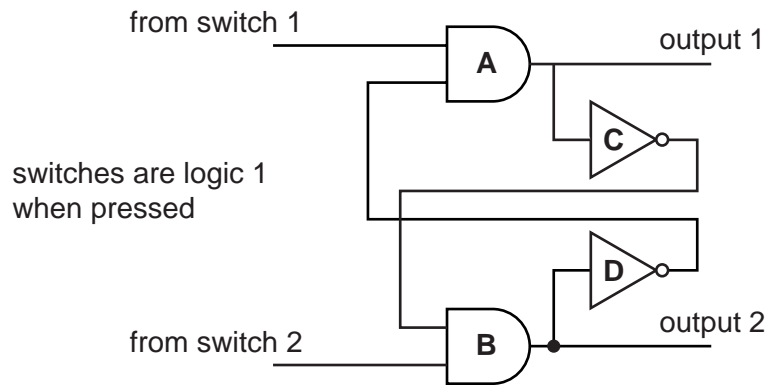 from switch 1
output 1
A
C
switches are logic 1
when pressed
D
output 2
from switch 2
B